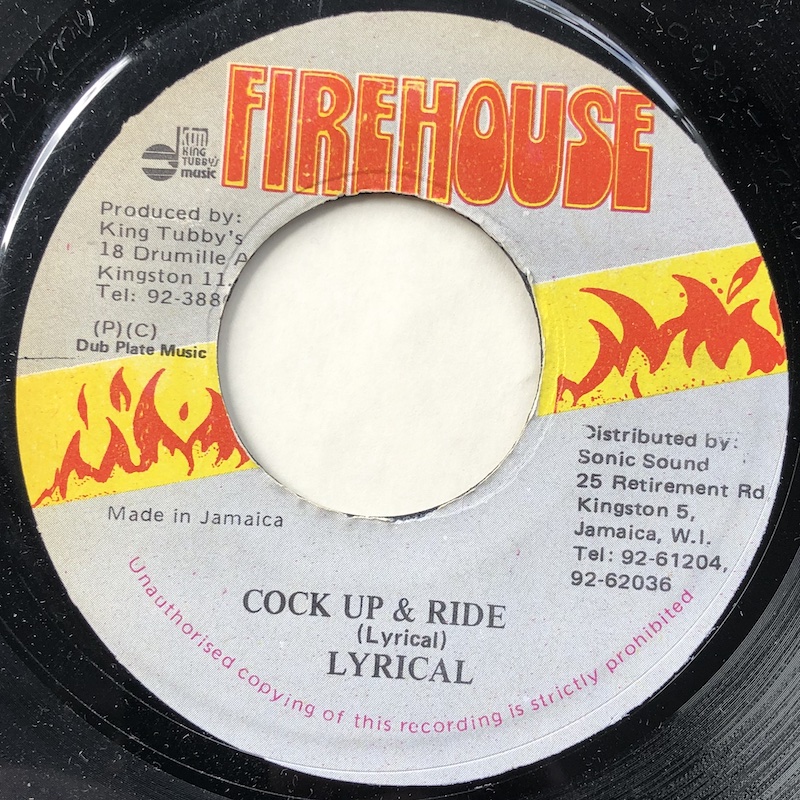 FIREHOUSE
KING
TUBBY'S
music
Produced by:
King Tubby's
18 Drumille
Kingston 11
Tel: 92-388
(P)(C)
Dub Plate Music
Distributed by:
Sonic Sound
25 Retirement Rd
Kingston 5,
Jamaica, W.I.
Tel: 92-61204,
92-62036
Made in Jamaica
COCK UP & RIDE
(Lyrical)
LYRICAL
Unauthorised copying of this recording is strictly prohibited